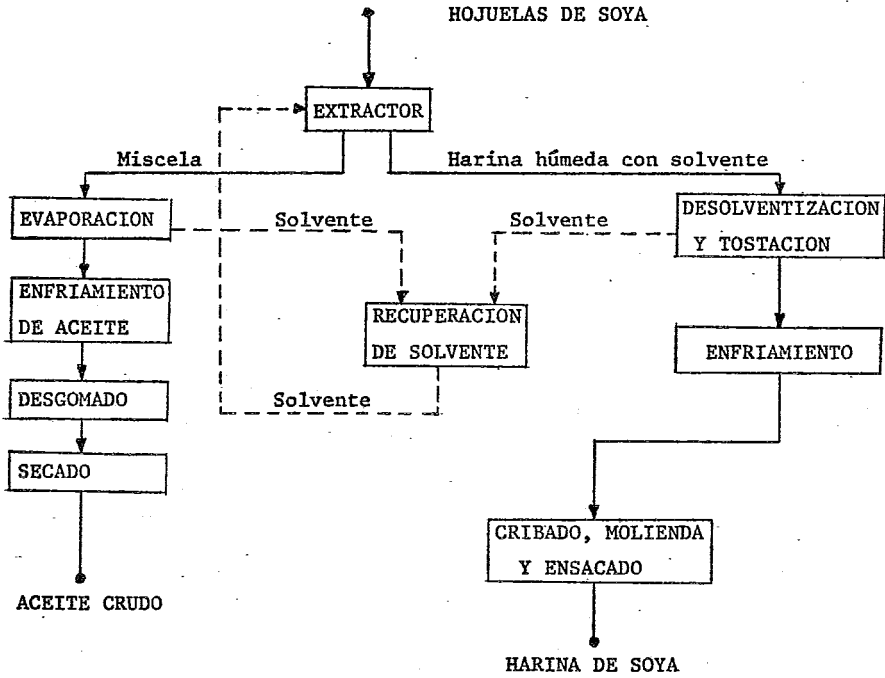 HOJUELAS DE SOYA
EXTRACTOR
Miscela
Harina húmeda con solvente
EVAPORACION
Solvente
Solvente
DESOLVENTIZACION
Y TOSTACION
ENFRIAMIENTO
DE ACEITE
RECUPERACION
DE SOLVENTE
ENFRIAMIENTO
DESGOMADO
Solvente
SECADO
CRIBADO, MOLIENDA
Y ENSACADO
ACEITE CRUDO
HARINA DE SOYA